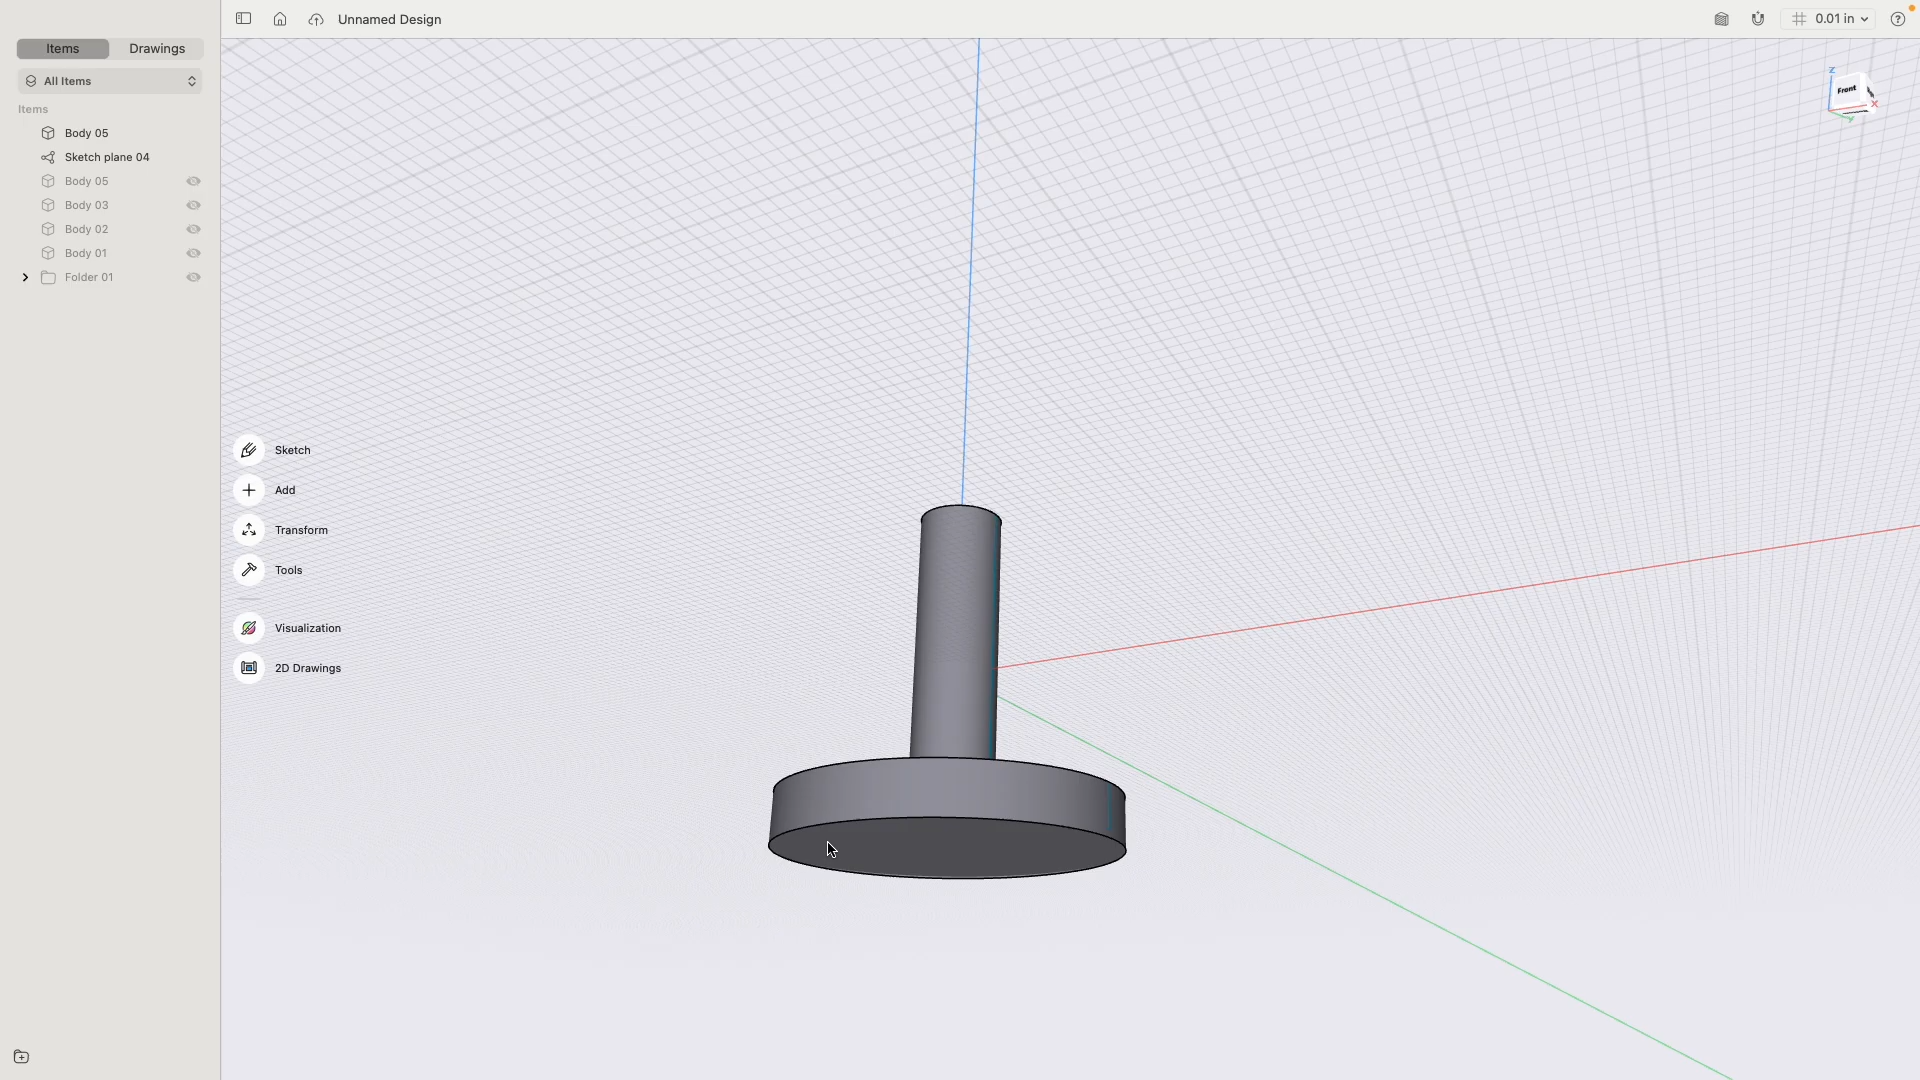 Unnamed Design
0.01 in
Items
Drawings
All Items
Items
Body 05
Sketch plane 04
Body 05
Body 03
Body 02
Body 01
Folder 01
Sketch
Add
Transform
Tools
Visualization
2D Drawings
Z
Front
X
Y